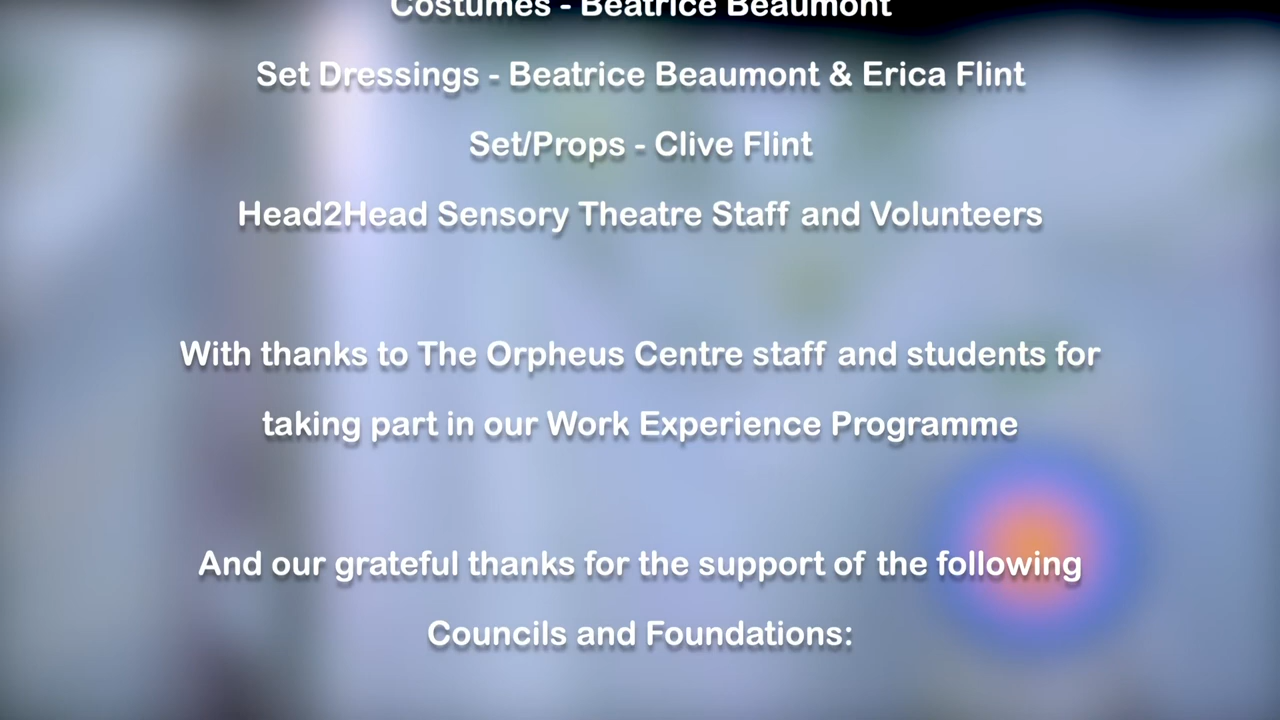 Costumes - Beatrice Beaumont
Set Dressings - Beatrice Beaumont & Erica Flint
Set/Props - Clive Flint
Head2Head Sensory Theatre Staff and Volunteers
With thanks to The Orpheus Centre staff and students for
taking part in our Work Experience Programme
And our grateful thanks for the support of the following
Councils and Foundations: